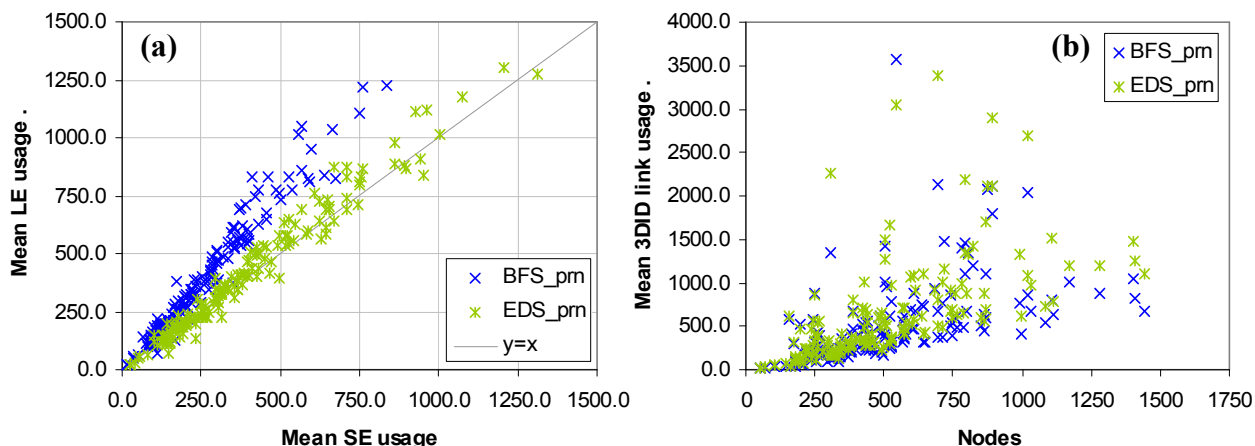 (a)
Mean LE usage .
1500.0
1250.0
1000.0
750.0
500.0
250.0
0.0
0.0 250.0 500.0 750.0 1000.0 1250.0 1500.0
Mean SE usage
BFS_prn
EDS_prn
y=x
(b)
Mean 3DID link usage .
4000.0
3500.0
3000.0
2500.0
2000.0
1500.0
1000.0
500.0
0.0
0 250 500 750 1000 1250 1500 1750
Nodes
BFS_prn
EDS_prn